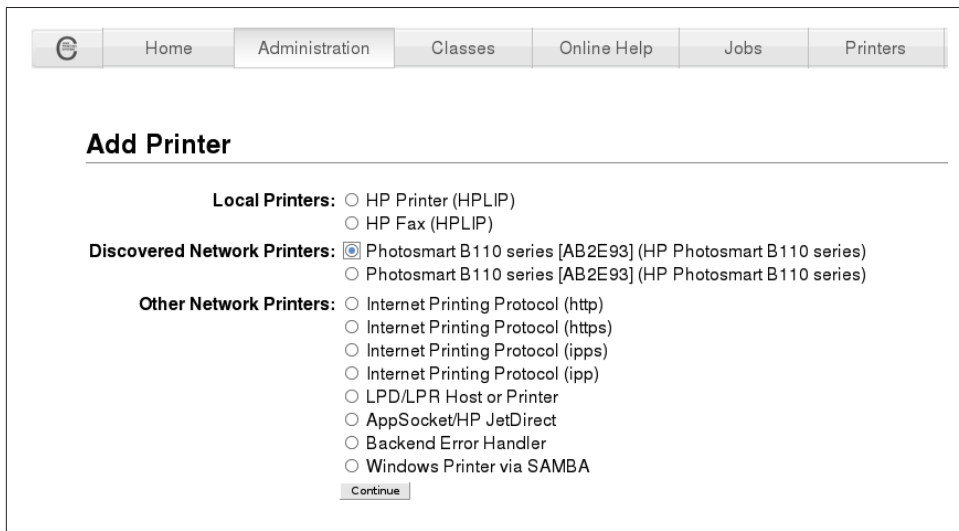 Home Administration Classes Online Help Jobs Printers
Add Printer
Local Printers: HP Printer (HPLIP)
HP Fax (HPLIP)
Discovered Network Printers: Photosmart B110 series [AB2E93] (HP Photosmart B110 series)
Photosmart B110 series [AB2E93] (HP Photosmart B110 series)
Other Network Printers: Internet Printing Protocol (http)
Internet Printing Protocol (https)
Internet Printing Protocol (ipps)
Internet Printing Protocol (ipp)
LPD/LPR Host or Printer
AppSocket/HP JetDirect
Backend Error Handler
Windows Printer via SAMBA
Continue